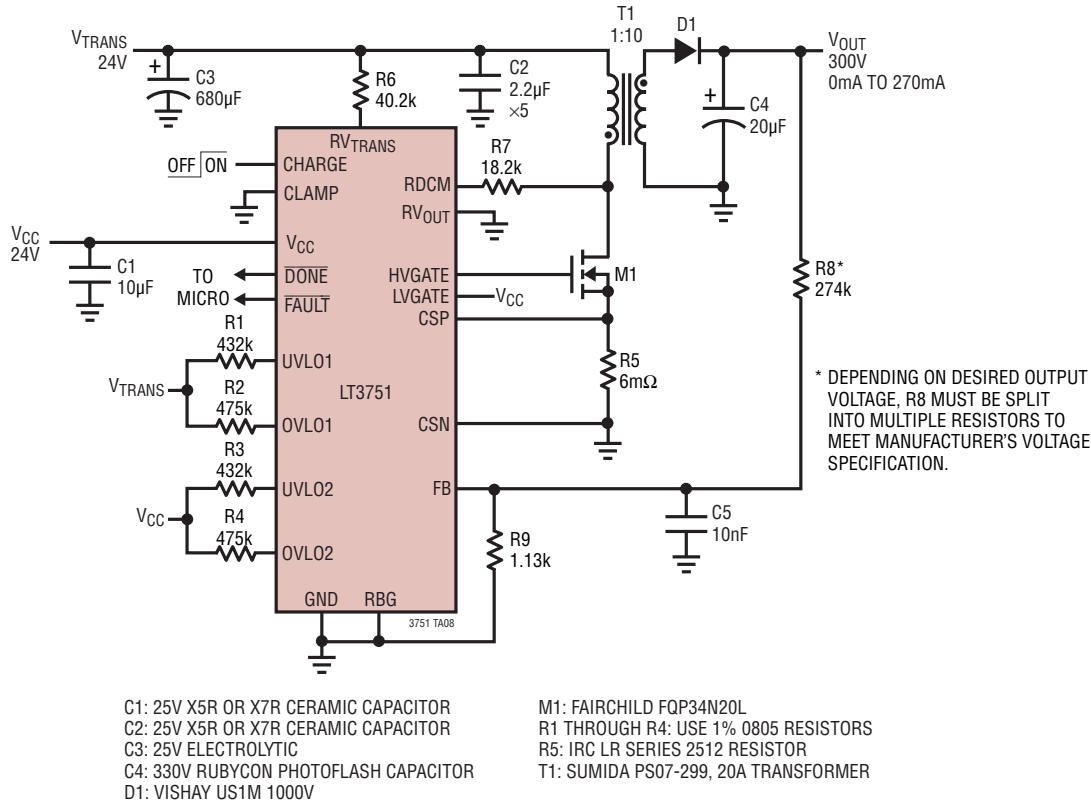 T1
1:10
D1
VTRANS
24V
+
C3
680µF
R6
40.2k
C2
2.2µF
×5
VOUT
300V
0mA TO 270mA
+
C4
20µF
RVTRANS
OFF ON
CHARGE
CLAMP
R7
18.2k
RDCM
RVOUT
VCC
24V
VCC
C1
10µF
TO
MICRO
DONE
FAULT
HVGATE
LVGATE
VCC
CSP
M1
R8*
274k
R1
432k
UVLO1
VTRANS
R2
475k
OVLO1
LT3751
R5
6mΩ
CSN
* DEPENDING ON DESIRED OUTPUT
VOLTAGE, R8 MUST BE SPLIT
INTO MULTIPLE RESISTORS TO
MEET MANUFACTURER'S VOLTAGE
SPECIFICATION.
R3
432k
UVLO2
FB
VCC
R4
475k
OVLO2
C5
10nF
R9
1.13k
GND
RBG
3751 TA08
C1: 25V X5R OR X7R CERAMIC CAPACITOR
C2: 25V X5R OR X7R CERAMIC CAPACITOR
C3: 25V ELECTROLYTIC
C4: 330V RUBYCON PHOTOFLASH CAPACITOR
D1: VISHAY US1M 1000V
M1: FAIRCHILD FQP34N20L
R1 THROUGH R4: USE 1% 0805 RESISTORS
R5: IRC LR SERIES 2512 RESISTOR
T1: SUMIDA PS07-299, 20A TRANSFORMER